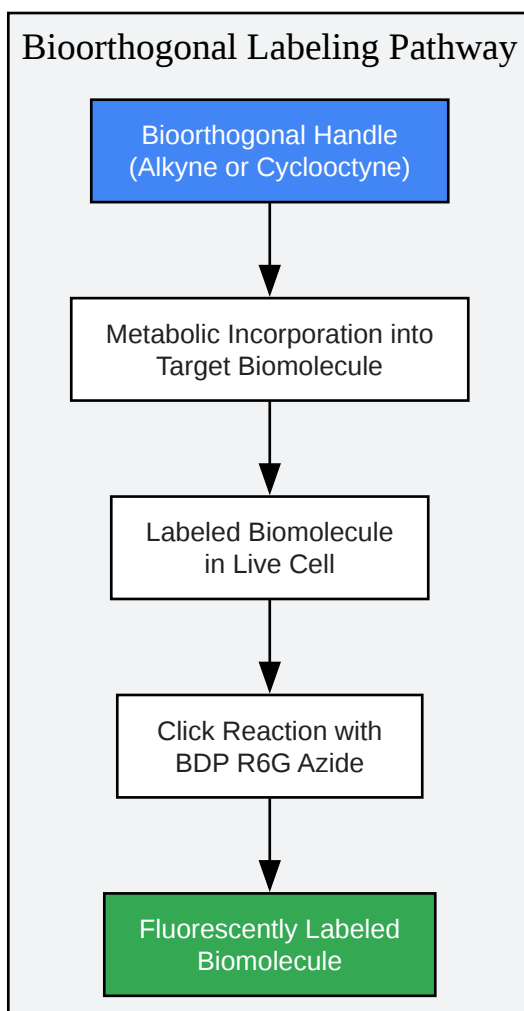 Bioorthogonal Labeling Pathway
Bioorthogonal Handle
(Alkyne or Cyclooctyne)
Metabolic Incorporation into
Target Biomolecule
Labeled Biomolecule
in Live Cell
Click Reaction with
BDP R6G Azide
Fluorescently Labeled
Biomolecule